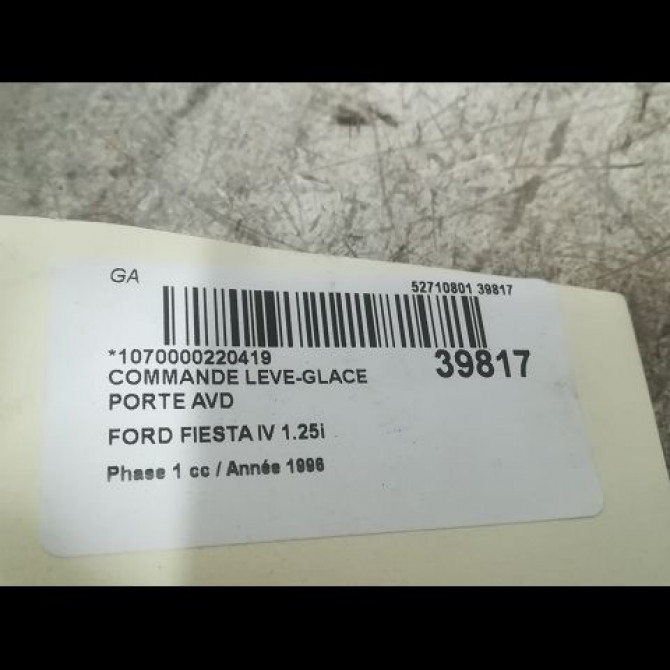 GA
52710801 39817
*1070000220419
39817
COMMANDE LEVE-GLACE
PORTE AVD
FORD FIESTA IV 1.25i
Phase 1 cc / Année 1996